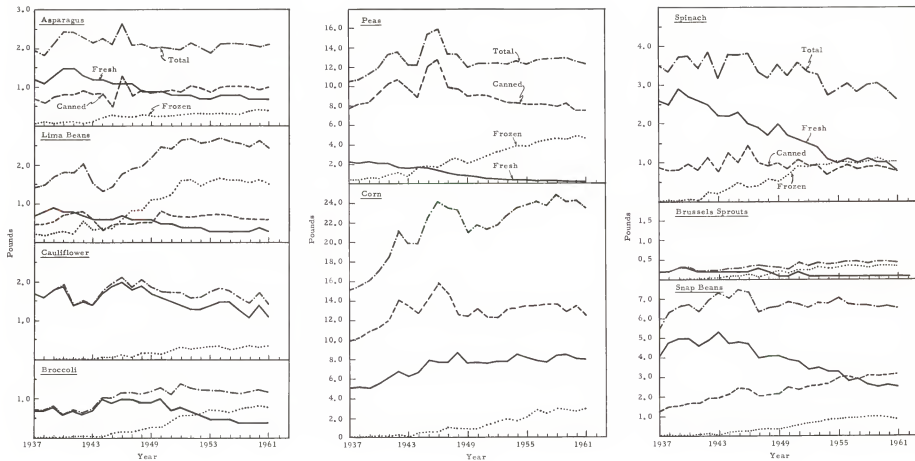 Asparagus
3,0
2,0
1,0
Total
Fresh
Canned
Frozen
Lima Beans
2,0
1,0
Pounds
Cauliflower
2,0
1,0
Broccoli
1,0
1937 1943 1949 1953 1961
Year
Peas
16,0
14,0
12,0
10,0
8,0
6,0
4,0
2,0
Total
Canned
Frozen
Fresh
Corn
24,0
22,0
20,0
18,0
16,0
14,0
12,0
10,0
8,0
6,0
4,0
2,0
0
Pounds
1937 1943 1949 1955 1961
Year
Spinach
4,0
3,0
2,0
1,0
Total
Fresh
Canned
Frozen
Pounds
Brussels Sprouts
1,5
1,0
0,5
Snap Beans
7,0
6,0
5,0
4,0
3,0
2,0
1,0
1937 1943 1949 1955 1961
Year